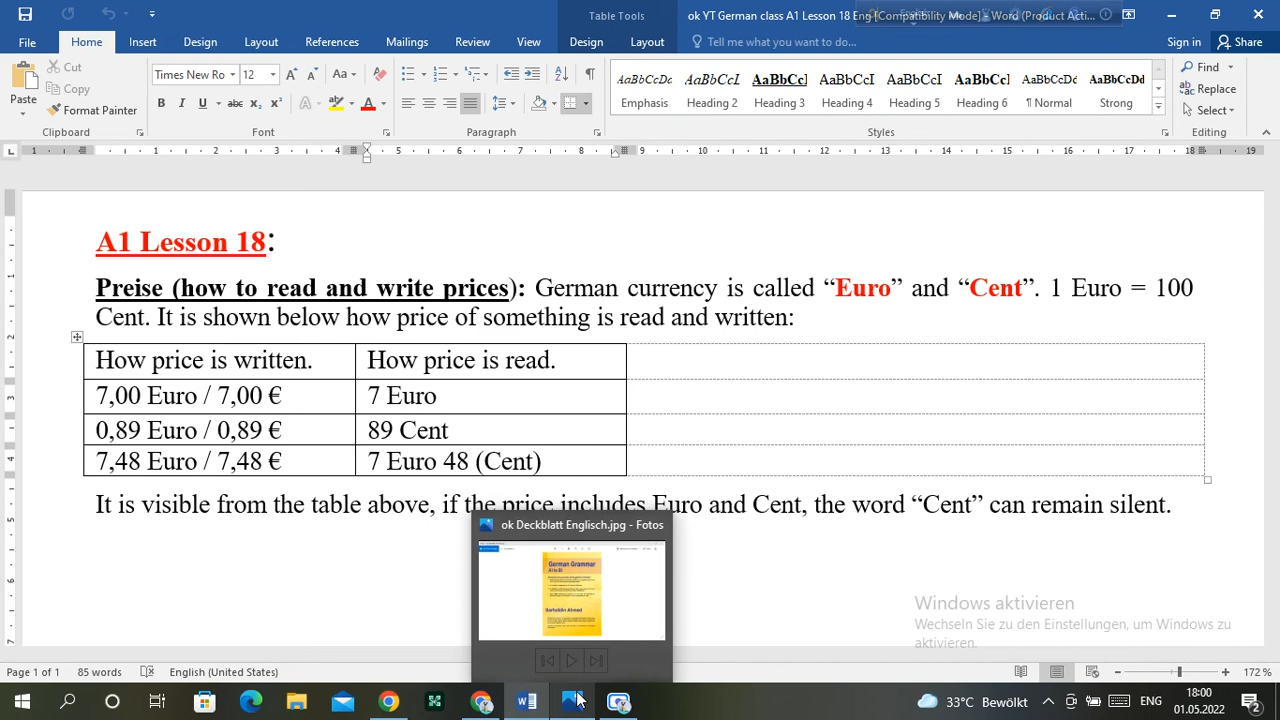 Table Tools
ok YT German class A1 Lesson 18 Eng [Compatibility Mode] - Word (Product Acti...
File Home Insert Design Layout References Mailings Review View Design Layout Tell me what you want to do... Sign in Share
Paste
Cut
Copy
Format Painter
Times New Ro 12
Clipboard Font Paragraph Styles Editing
AaBbCcDc AaBbCcL AaBbCcI AaBbCcD AaBbCcD AaBbCcI AaBbCcDd AaBbCcDd
Emphasis Heading 2 Heading 3 Heading 4 Heading 5 Heading 6 ¶ Normal Strong
Find
Replace
Select
A1 Lesson 18:
Preise (how to read and write prices): German currency is called “Euro” and “Cent”. 1 Euro = 100
Cent. It is shown below how price of something is read and written:
How price is written. How price is read.
7,00 Euro / 7,00 € 7 Euro
0,89 Euro / 0,89 € 89 Cent
7,48 Euro / 7,48 € 7 Euro 48 (Cent)
It is visible from the table above, if the price includes Euro and Cent, the word “Cent” can remain silent.
ok Deckblatt Englisch.jpg - Fotos
German Grammar
A1 to B1
Windows aktivieren
Wechseln Sie zu den Einstellungen, um Windows zu
aktivieren.
Page 1 of 1 85 words English (United States) 172 %
33°C Bewölkt ENG 18:00
01.05.2022
2